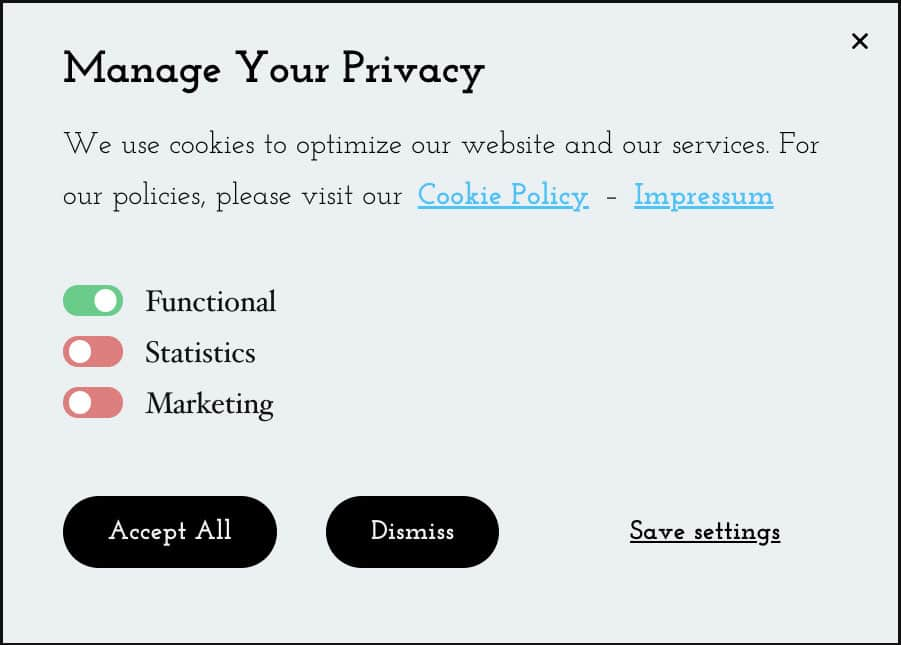 Manage Your Privacy
We use cookies to optimize our website and our services. For
our policies, please visit our Cookie Policy – Impressum
Functional
Statistics
Marketing
Accept All Dismiss Save settings